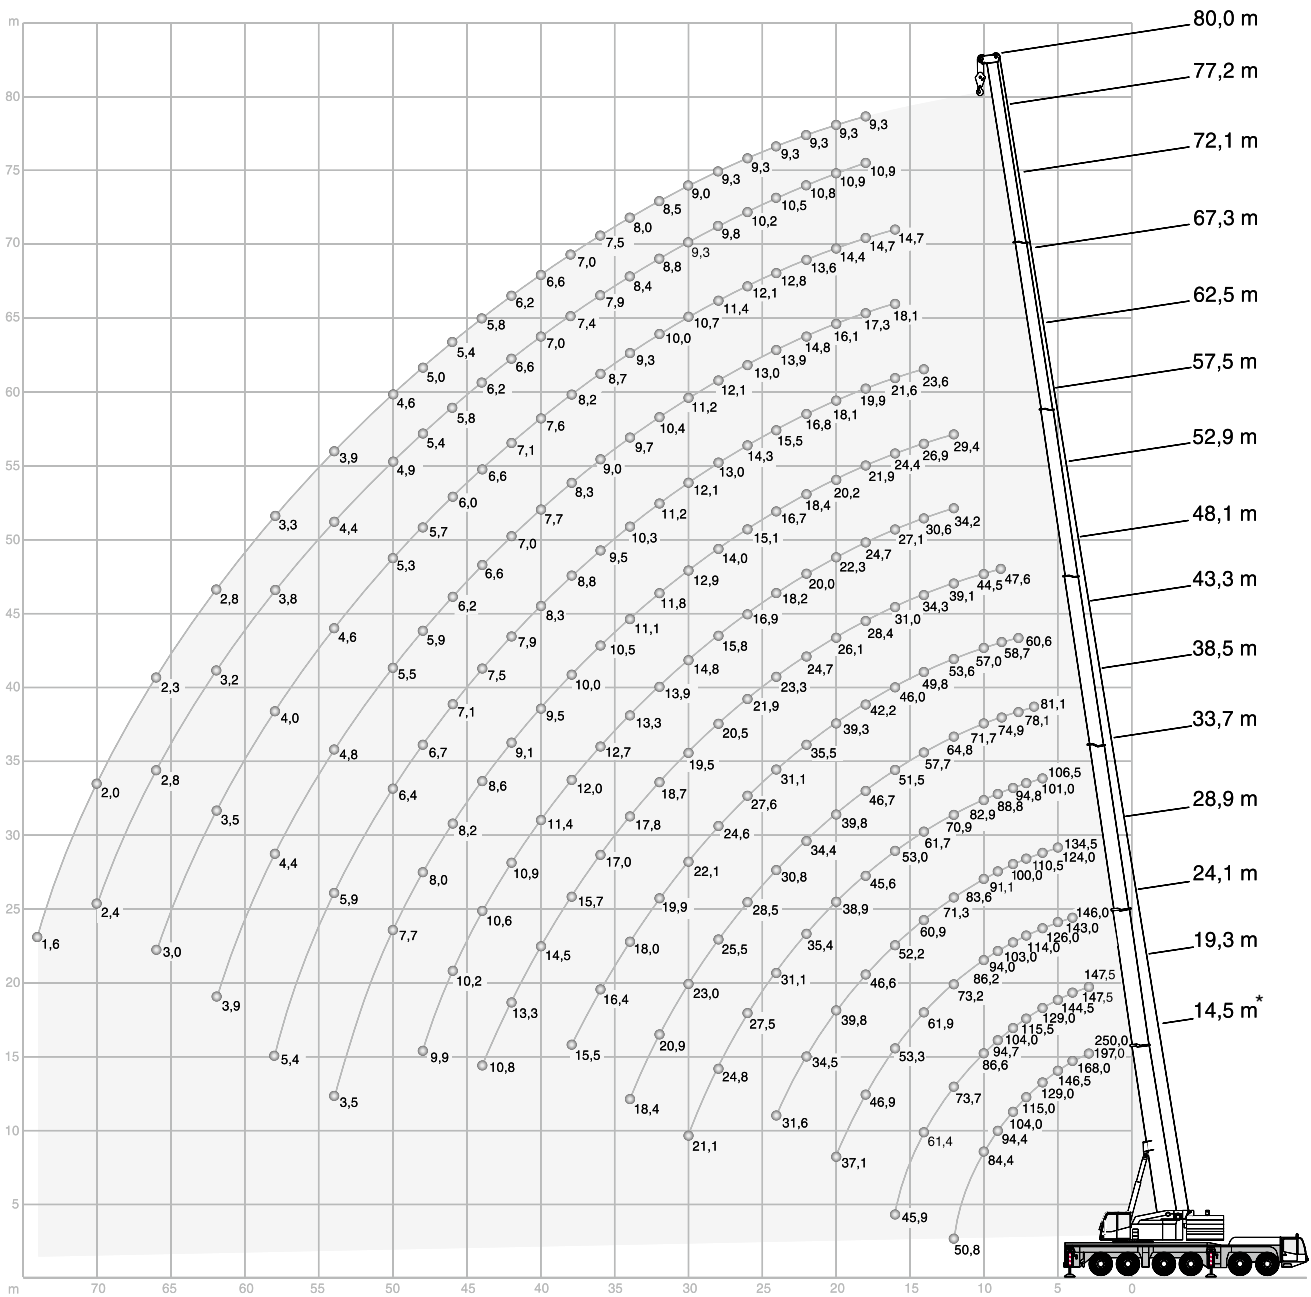 m
80,0 m
77,2 m
72,1 m
67,3 m
62,5 m
57,5 m
52,9 m
48,1 m
43,3 m
38,5 m
33,7 m
28,9 m
24,1 m
19,3 m
14,5 m*
80
75
70
65
60
55
50
45
40
35
30
25
20
15
10
5
1,6 2,0 2,3 2,8 3,3 3,9 4,6 5,0 5,4 5,8 6,2 6,6 7,0 7,5 8,0 8,5 9,0 9,3 9,3 9,3 9,3 9,3 9,3
2,4 2,8 3,2 3,8 4,4 4,9 5,4 5,8 6,2 6,6 7,0 7,4 7,9 8,4 8,8 9,3 9,8 10,2 10,5 10,8 10,9 10,9
3,0 3,5 4,0 4,6 5,3 5,7 6,0 6,6 7,1 7,6 8,2 8,7 9,3 10,0 10,7 11,4 12,1 12,8 13,6 14,4 14,7 14,7
3,9 4,4 4,8 5,5 5,9 6,2 6,6 7,0 7,7 8,3 9,0 9,7 10,4 11,2 12,1 13,0 13,9 14,8 16,1 17,3 18,1
5,4 5,9 6,4 6,7 7,1 7,5 7,9 8,3 8,8 9,5 10,3 11,2 12,1 13,0 14,3 15,5 16,8 18,1 19,9 21,6 23,6
3,5 7,7 8,0 8,2 8,6 9,1 9,5 10,0 10,5 11,1 11,8 12,9 14,0 15,1 16,7 18,4 20,2 21,9 24,4 26,9 29,4
9,9 10,2 10,6 10,9 11,4 12,0 12,7 13,3 13,9 14,8 15,8 16,9 18,2 20,0 22,3 24,7 27,1 30,6 34,2
10,8 13,3 14,5 15,7 17,0 17,8 18,7 19,5 20,5 21,9 23,3 24,7 26,1 28,4 31,0 34,3 39,1 44,5 47,6
15,5 16,4 18,0 19,9 22,1 24,6 27,6 31,1 35,5 39,3 42,2 46,0 49,8 53,6 57,0 58,7 60,6
18,4 20,9 23,0 25,5 28,5 30,8 34,4 39,8 46,7 51,5 57,7 64,8 71,7 74,9 78,1 81,1
21,1 24,8 27,5 31,1 35,4 38,9 45,6 53,0 61,7 70,9 82,9 88,8 94,8 101,0 106,5
31,6 34,5 39,8 46,6 52,2 60,9 71,3 83,6 91,1 100,0 110,5 124,0 134,5
37,1 46,9 53,3 61,9 73,2 86,2 94,0 103,0 114,0 126,0 143,0 146,0
45,9 61,4 73,7 86,6 94,7 104,0 115,5 129,0 144,5 147,5 147,5
50,8 84,4 94,4 104,0 115,0 129,0 146,5 168,0 197,0 250,0
m 70 65 60 55 50 45 40 35 30 25 20 15 10 5 0